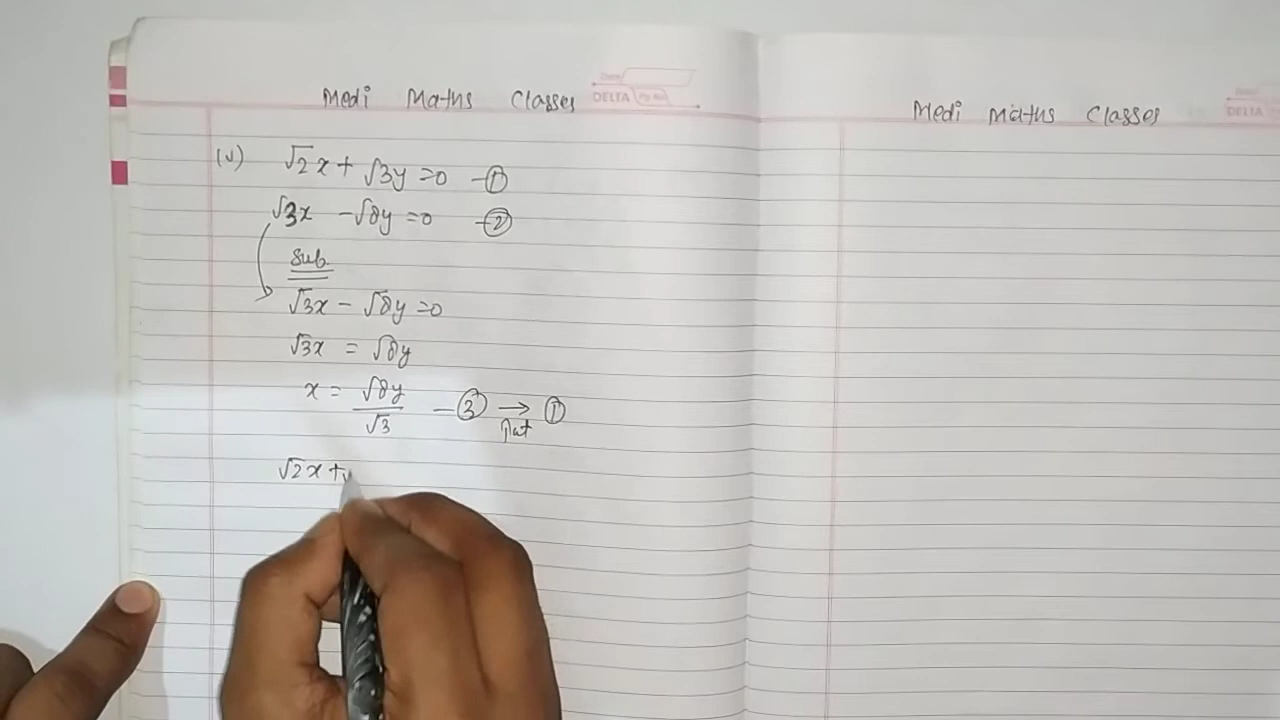 Medi Maths Classes
DELTA
(v) √2x + √3y = 0 —①
√3x - √8y = 0 —②
Sub.
√3x - √8y = 0
√3x = √8y
x = √8y/√3 —③ → ①
Put
√2x +
Medi Maths Classes
DELTA